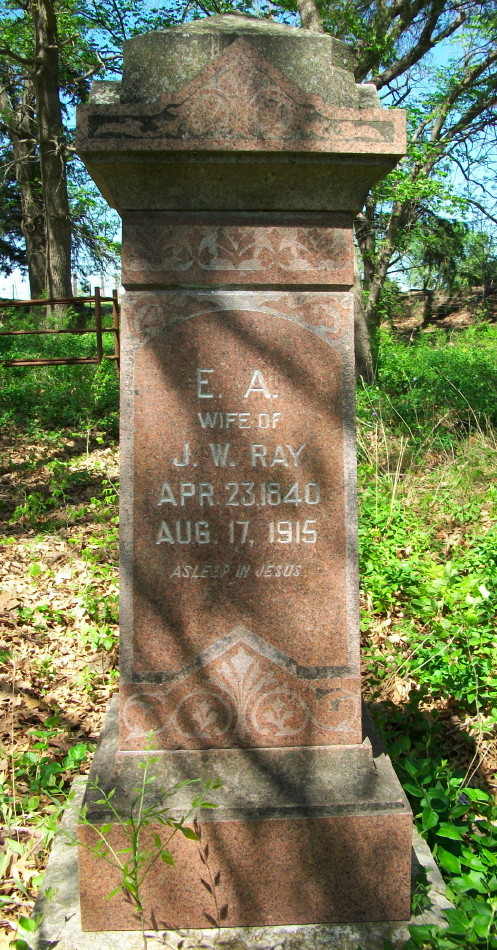 E. A.
WIFE OF
J. W. RAY
APR. 23, 1840
AUG. 17, 1915
ASLEEP IN JESUS